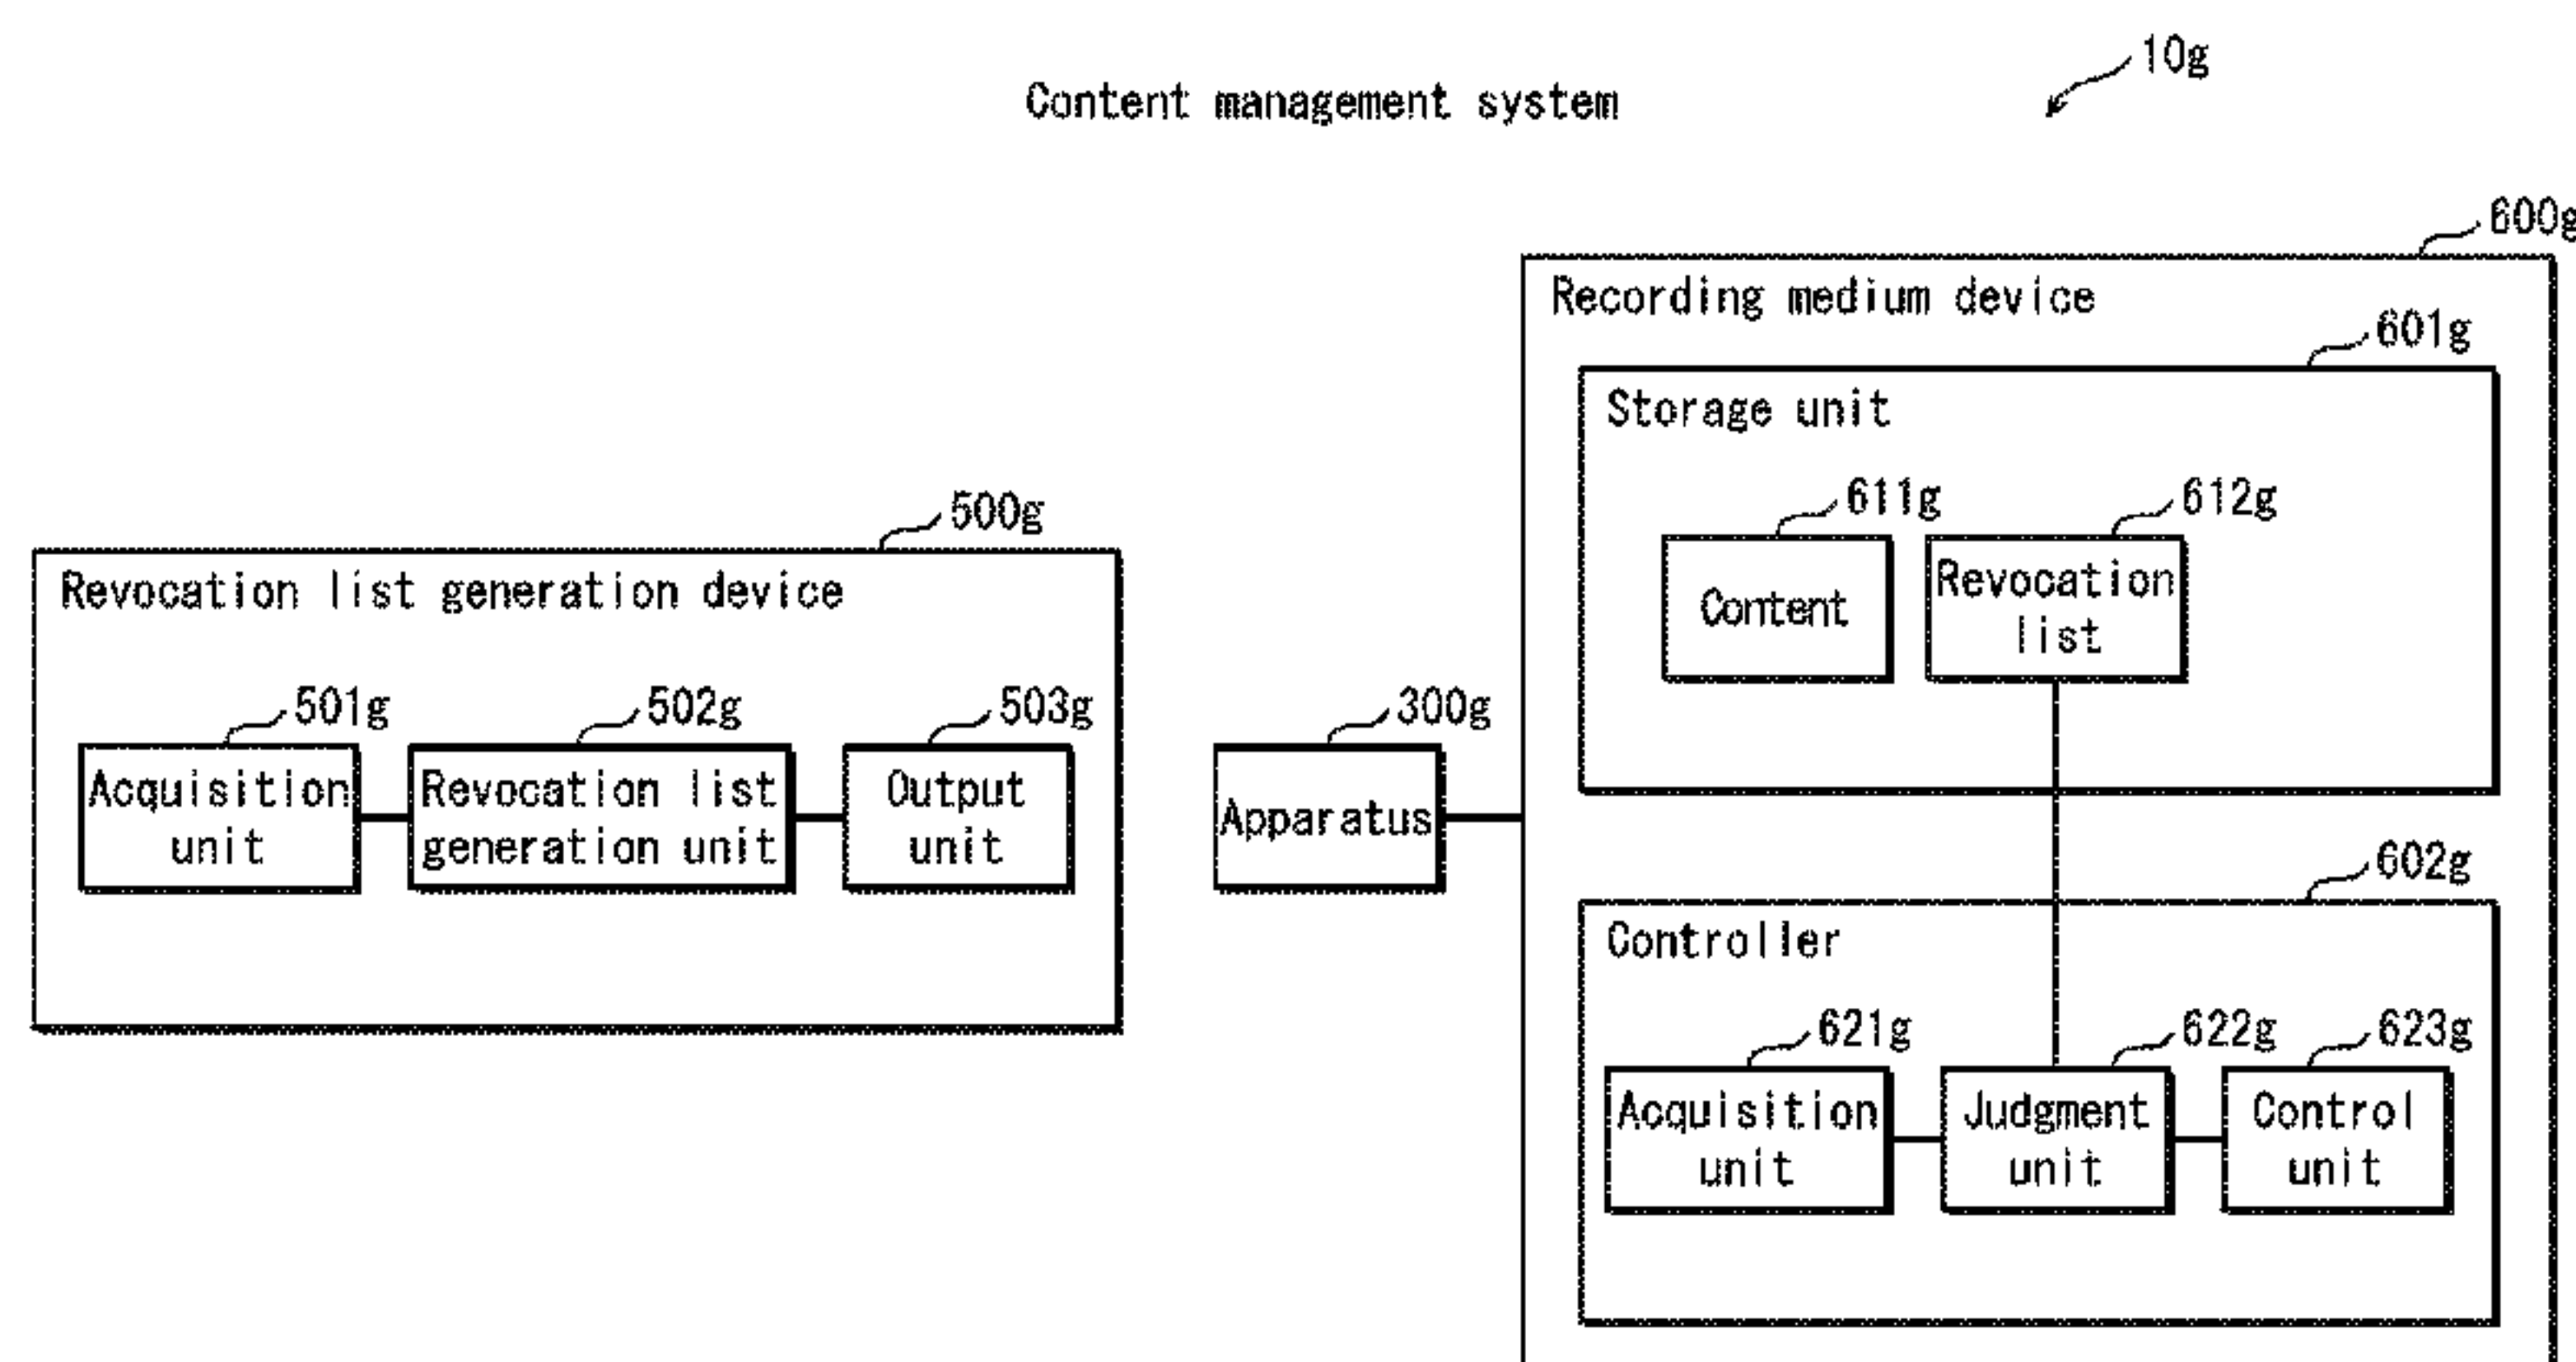 10g
Content management system
600g
Recording medium device
601g
Storage unit
611g
612g
Content
Revocation
list
500g
Revocation list generation device
501g
502g
503g
Acquisition
unit
Revocation list
generation unit
Output
unit
300g
Apparatus
602g
Controller
621g
622g
623g
Acquisition
unit
Judgment
unit
Control
unit